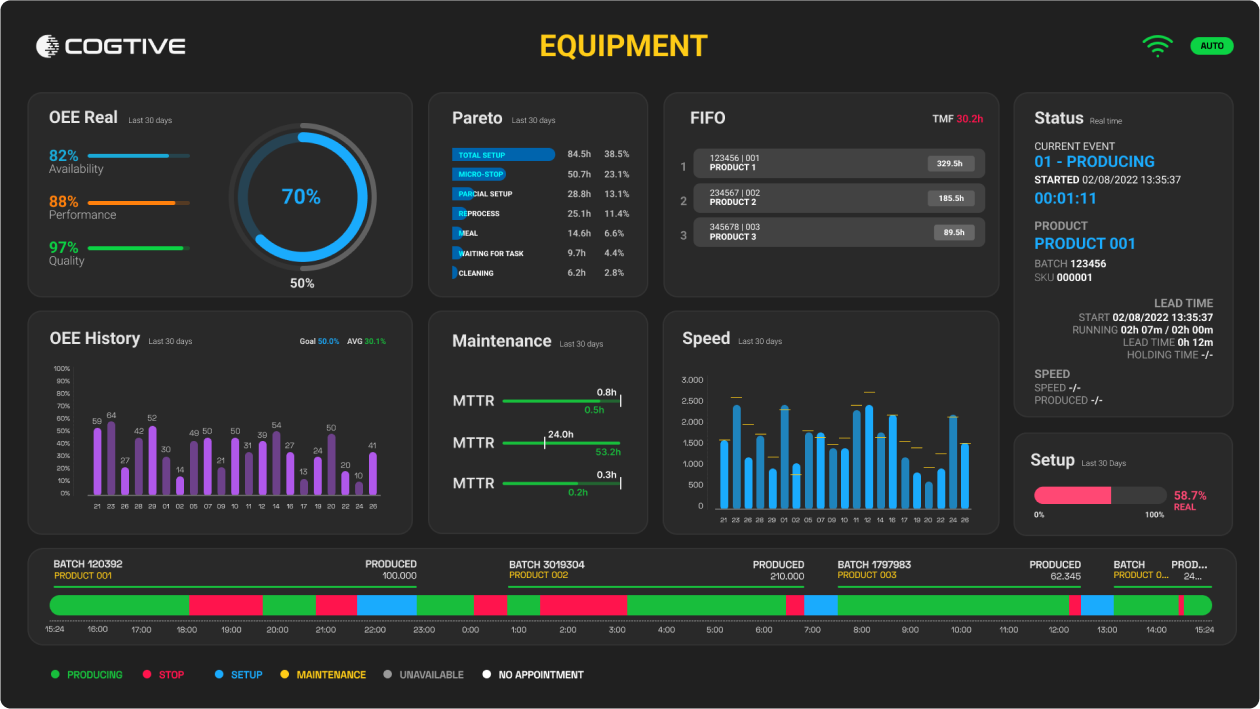 COGTIVE
EQUIPMENT
AUTO
OEE Real Last 30 days
82%
Availability
88%
Performance
97%
Quality
70%
50%
Pareto Last 30 days
TOTAL SETUP 84.5h 38.5%
MICRO-STOP 50.7h 23.1%
PARCIAL SETUP 28.8h 13.1%
REPROCESS 25.1h 11.4%
MEAL 14.6h 6.6%
WAITING FOR TASK 9.7h 4.4%
CLEANING 6.2h 2.8%
FIFO TMF 30.2h
1 123456 | 001
PRODUCT 1 329.5h
2 234567 | 002
PRODUCT 2 185.5h
3 345678 | 003
PRODUCT 3 89.5h
Status Real time
CURRENT EVENT
01 - PRODUCING
STARTED 02/08/2022 13:35:37
00:01:11
PRODUCT
PRODUCT 001
BATCH 123456
SKU 000001
LEAD TIME
START 02/08/2022 13:35:37
RUNNING 02h 07m / 02h 00m
LEAD TIME 0h 12m
HOLDING TIME -/-
SPEED
SPEED -/-
PRODUCED -/-
OEE History Last 30 days Goal 50.0% AVG 30.1%
100%
90%
80%
70%
60%
50%
40%
30%
20%
10%
0%
59 64 27 42 52 30 14 49 50 21 50 31 39 54 27 13 24 50 20 10 41
21 23 26 28 29 01 02 05 07 09 10 11 12 14 16 17 19 20 22 24 26
Maintenance Last 30 days
MTTR 0.8h
0.5h
MTTR 24.0h
53.2h
MTTR 0.3h
0.2h
Speed Last 30 days
3.000
2.500
2.000
1.500
1.000
500
0
21 23 26 28 29 01 02 05 07 09 10 11 12 14 16 17 19 20 22 24 26
Setup Last 30 Days
58.7%
REAL
0% 100%
BATCH 120392 PRODUCED
PRODUCT 001 100.000
BATCH 3019304 PRODUCED
PRODUCT 002 210.000
BATCH 1797983 PRODUCED
PRODUCT 003 62.345
BATCH PROD...
PRODUCT 0... 24...
15:24 16:00 17:00 18:00 19:00 20:00 21:00 22:00 23:00 0:00 1:00 2:00 3:00 4:00 5:00 6:00 7:00 8:00 9:00 10:00 11:00 12:00 13:00 14:00 15:24
PRODUCING STOP SETUP MAINTENANCE UNAVAILABLE NO APPOINTMENT